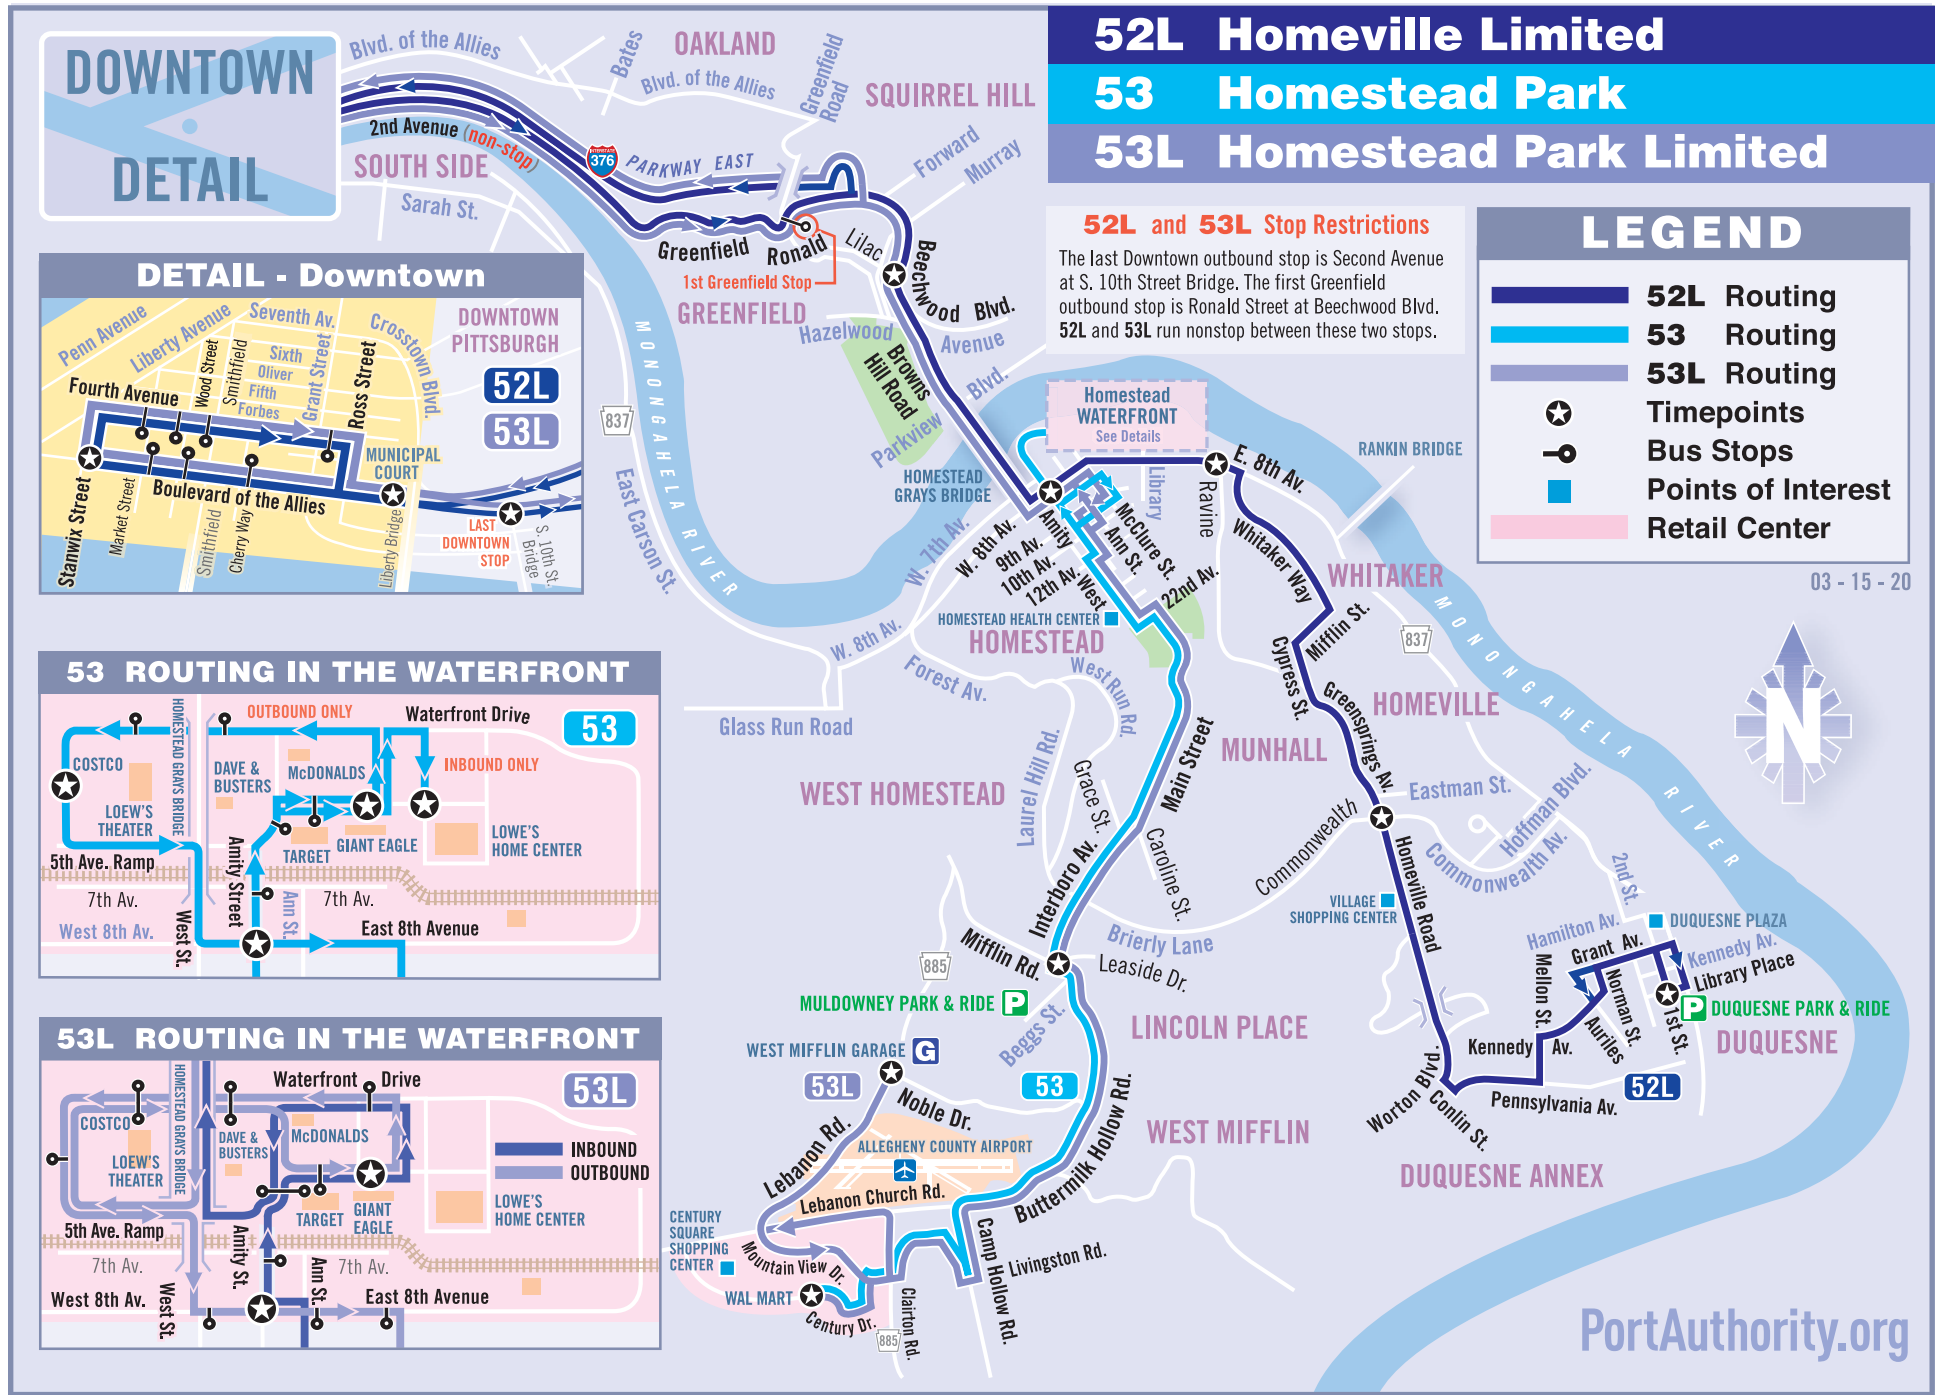 52L Homeville Limited
53 Homestead Park
53L Homestead Park Limited
DOWNTOWN
DETAIL
Blvd. of the Allies
Bates
OAKLAND
Blvd. of the Allies
Greenfield
Road
SQUIRREL HILL
2nd Avenue (non-stop)
INTERSTATE
376
PARKWAY EAST
SOUTH SIDE
Sarah St.
Forward
Murray
Greenfield
Ronald
Lilac
1st Greenfield Stop
GREENFIELD
Beechwood Blvd.
Hazelwood
Avenue
Browns
Hill Road
Blvd.
Parkview
52L and 53L Stop Restrictions
The last Downtown outbound stop is Second Avenue
at S. 10th Street Bridge. The first Greenfield
outbound stop is Ronald Street at Beechwood Blvd.
52L and 53L run nonstop between these two stops.
LEGEND
52L Routing
53 Routing
53L Routing
Timepoints
Bus Stops
Points of Interest
Retail Center
03 - 15 - 20
N
DETAIL - Downtown
Penn Avenue
Liberty Avenue
Seventh Av.
Sixth
Oliver
Fifth
Forbes
Grant Street
Ross Street
Crosstown Blvd.
DOWNTOWN
PITTSBURGH
52L
53L
Fourth Avenue
Wood Street
Smithfield
MUNICIPAL
COURT
Boulevard of the Allies
Stanwix Street
Market Street
Smithfield
Cherry Way
Liberty Bridge
LAST
DOWNTOWN
STOP
S. 10th St.
Bridge
MONONGAHELA RIVER
837
East Carson St.
Homestead
WATERFRONT
See Details
HOMESTEAD
GRAYS BRIDGE
RANKIN BRIDGE
E. 8th Av.
Library
Ravine
W. 7th Av.
W. 8th Av.
9th Av.
10th Av.
12th Av.
Amity
West
Ann St.
McClure St.
22nd Av.
Whitaker Way
WHITAKER
Mifflin St.
837
MONONGAHELA RIVER
HOMESTEAD HEALTH CENTER
HOMESTEAD
W. 8th Av.
Forest Av.
West Run Rd.
Glass Run Road
Cypress St.
Greensprings Av.
HOMEVILLE
MUNHALL
Main Street
WEST HOMESTEAD
Laurel Hill Rd.
Grace St.
Caroline St.
Eastman St.
Hoffman Blvd.
Commonwealth
Commonwealth Av.
Homeville Road
VILLAGE
SHOPPING CENTER
2nd St.
DUQUESNE PLAZA
Hamilton Av.
Grant Av.
Kennedy Av.
Library Place
Mellon St.
Norman St.
Auriles
1st St.
P DUQUESNE PARK & RIDE
DUQUESNE
Kennedy Av.
Worton Blvd.
Conlin St.
Pennsylvania Av.
52L
DUQUESNE ANNEX
Interboro Av.
Mifflin Rd.
Brierly Lane
Leaside Dr.
885
MULDOWNEY PARK & RIDE P
Beggs St.
LINCOLN PLACE
WEST MIFFLIN GARAGE G
53L
53
Noble Dr.
Lebanon Rd.
ALLEGHENY COUNTY AIRPORT
Lebanon Church Rd.
Buttermilk Hollow Rd.
WEST MIFFLIN
CENTURY
SQUARE
SHOPPING
CENTER
Mountain View Dr.
WAL MART
Century Dr.
885
Clairton Rd.
Camp Hollow Rd.
Livingston Rd.
53 ROUTING IN THE WATERFRONT
HOMESTEAD GRAYS BRIDGE
OUTBOUND ONLY
Waterfront Drive
53
COSTCO
DAVE &
BUSTERS
McDONALDS
INBOUND ONLY
LOEW'S
THEATER
LOWE'S
HOME CENTER
TARGET
GIANT EAGLE
5th Ave. Ramp
Amity Street
7th Av.
Ann St.
7th Av.
West 8th Av.
West St.
East 8th Avenue
53L ROUTING IN THE WATERFRONT
HOMESTEAD GRAYS BRIDGE
Waterfront Drive
53L
COSTCO
DAVE &
BUSTERS
McDONALDS
INBOUND
OUTBOUND
LOEW'S
THEATER
TARGET
GIANT
EAGLE
LOWE'S
HOME CENTER
5th Ave. Ramp
Amity St.
7th Av.
Ann St.
7th Av.
West 8th Av.
West St.
East 8th Avenue
PortAuthority.org